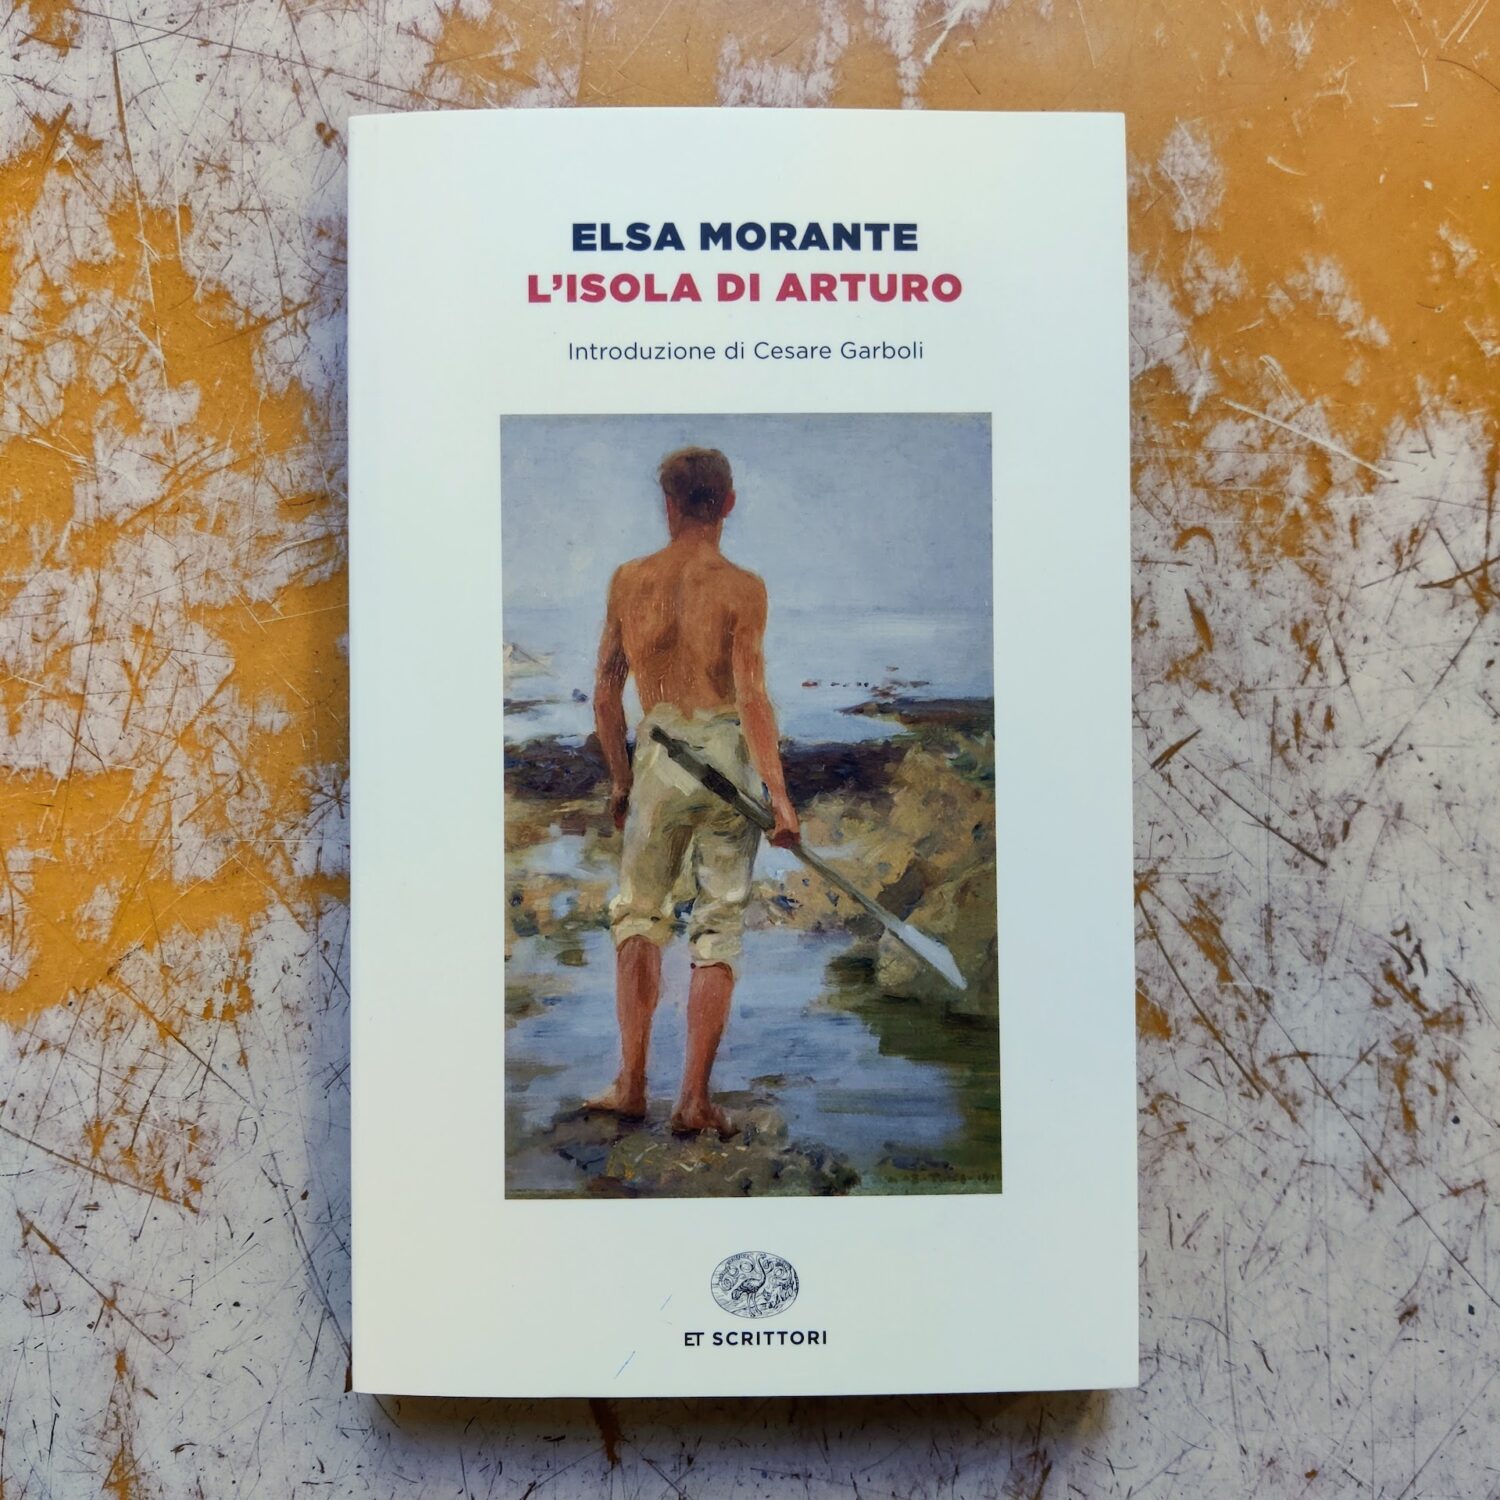 ELSA MORANTE
L’ISOLA DI ARTURO
Introduzione di Cesare Garboli
ET SCRITTORI